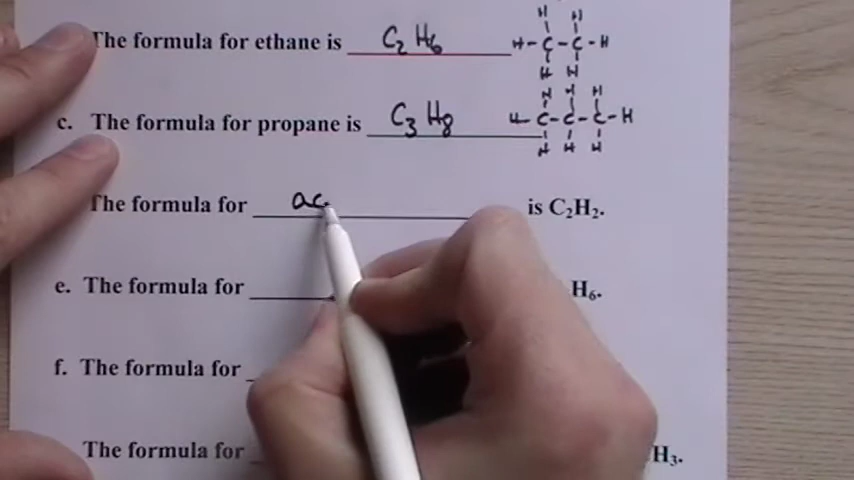 The formula for ethane is C₂H₆
H H
H-C-C-H
H H
c. The formula for propane is C₃H₈
H H H
H-C-C-C-H
H H H
The formula for ac is C₂H₂.
e. The formula for H₆.
f. The formula for
The formula for H₃.